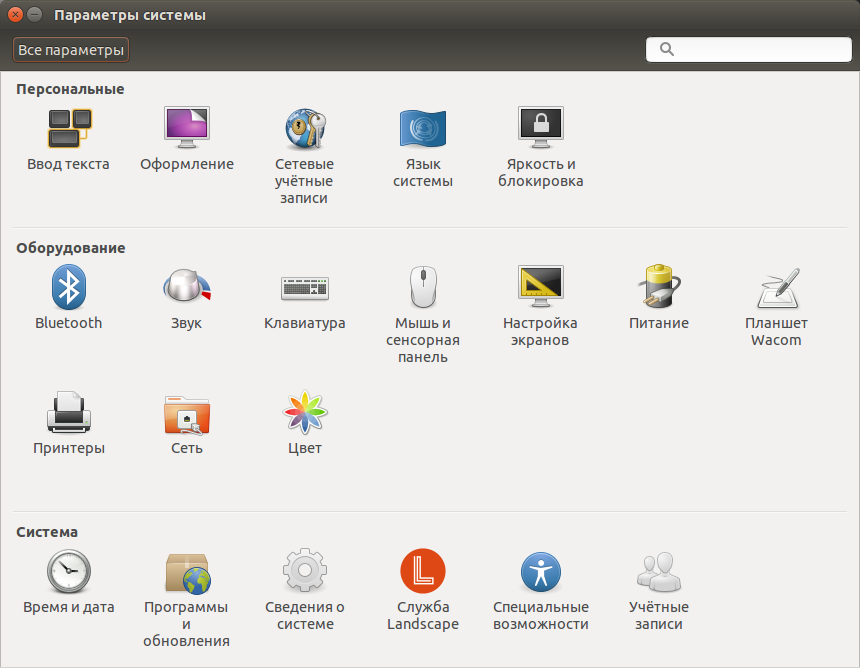 Параметры системы
Все параметры
Персональные
Ввод текста
Оформление
Сетевые
учётные
записи
Язык
системы
Яркость и
блокировка
Оборудование
Bluetooth
Звук
Клавиатура
Мышь и
сенсорная
панель
Настройка
экранов
Питание
Планшет
Wacom
Принтеры
Сеть
Цвет
Система
Время и дата
Программы
и
обновления
Сведения о
системе
Служба
Landscape
Специальные
возможности
Учётные
записи